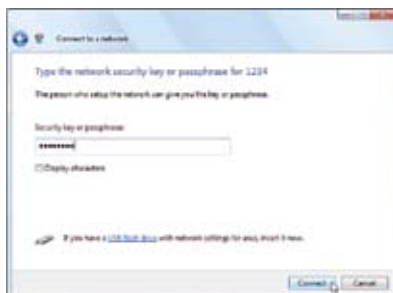 Connect to a network
Type the network security key or passphrase for 1234
The person who setup the network can give you the key or passphrase.
Security key or passphrase:
••••••••
Display characters
If you have a USB flash drive with network settings for 1234, insert it now.
Connect
Cancel